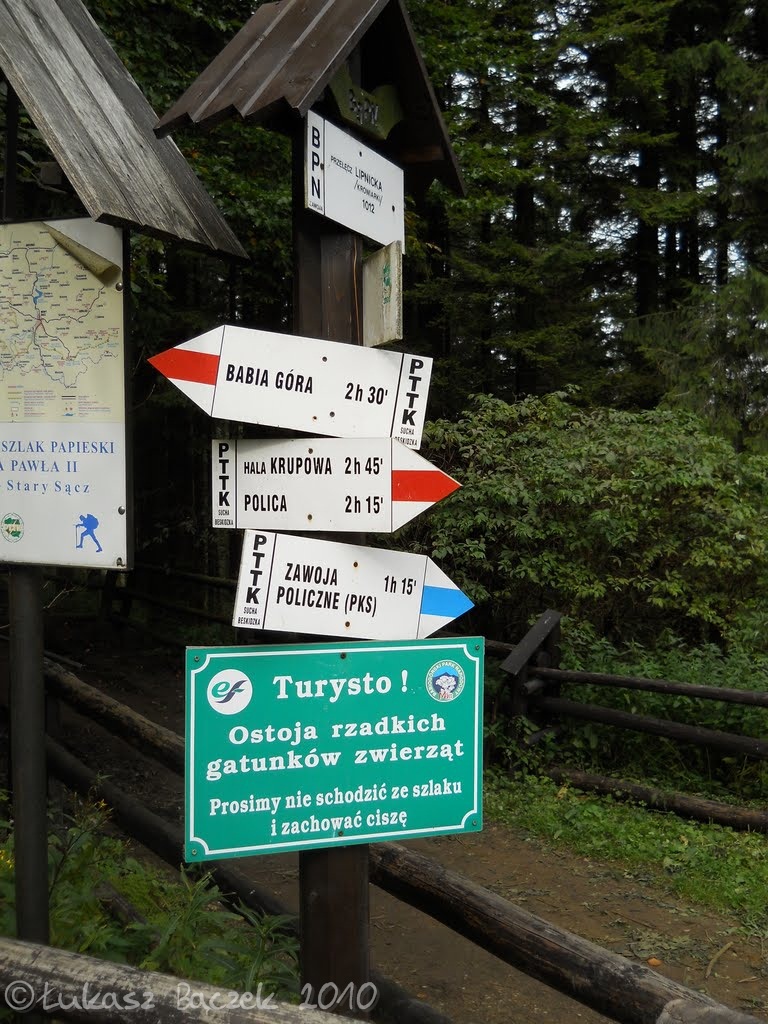 BPN
PRZEŁĘCZ LIPNICKA
/KROWIARKI/
1012
BABIA GÓRA 2h 30'
PTTK
SUCHA
BESKIDZKA
PTTK
SUCHA
BESKIDZKA
HALA KRUPOWA 2h 45'
POLICA 2h 15'
PTTK
SUCHA
BESKIDZKA
ZAWOJA 1h 15'
POLICZNE (PKS)
SZLAK PAPIESKI
PAWŁA II
Stary Sącz
ef
Turysto !
Ostoja rzadkich
gatunków zwierząt
Prosimy nie schodzić ze szlaku
i zachować ciszę
©Łukasz Bączek 2010